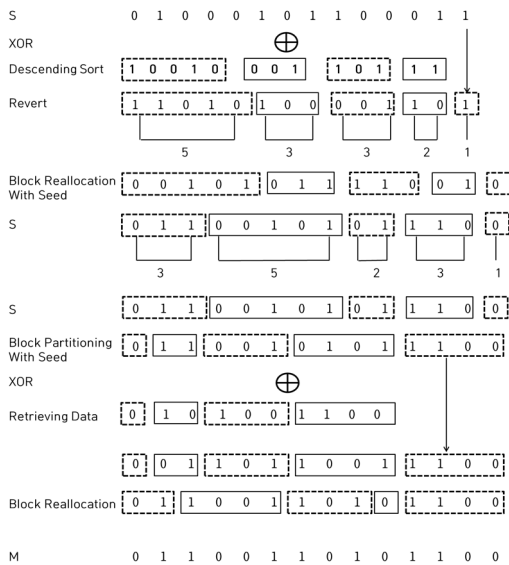 S 0 1 0 0 0 1 0 1 1 0 0 0 1 1
XOR
Descending Sort 1 0 0 1 0 0 0 1 1 0 1 1 1
Revert 1 1 0 1 0 1 0 0 0 0 1 1 0 1
5 3 3 2 1
Block Reallocation
With Seed 0 0 1 0 1 0 1 1 1 1 0 0 1 0
S 0 1 1 0 0 1 0 1 0 1 1 1 0 0
3 5 2 3 1
S 0 1 1 0 0 1 0 1 0 1 1 1 0 0
Block Partitioning
With Seed 0 1 1 0 0 1 0 1 0 1 1 1 0 0
XOR
Retrieving Data 0 1 0 1 0 0 1 1 0 0
0 0 1 1 0 1 1 0 0 1 1 1 0 0
Block Reallocation 0 1 1 0 0 1 1 0 1 0 1 1 0 0
M 0 1 1 0 0 1 1 0 1 0 1 1 0 0